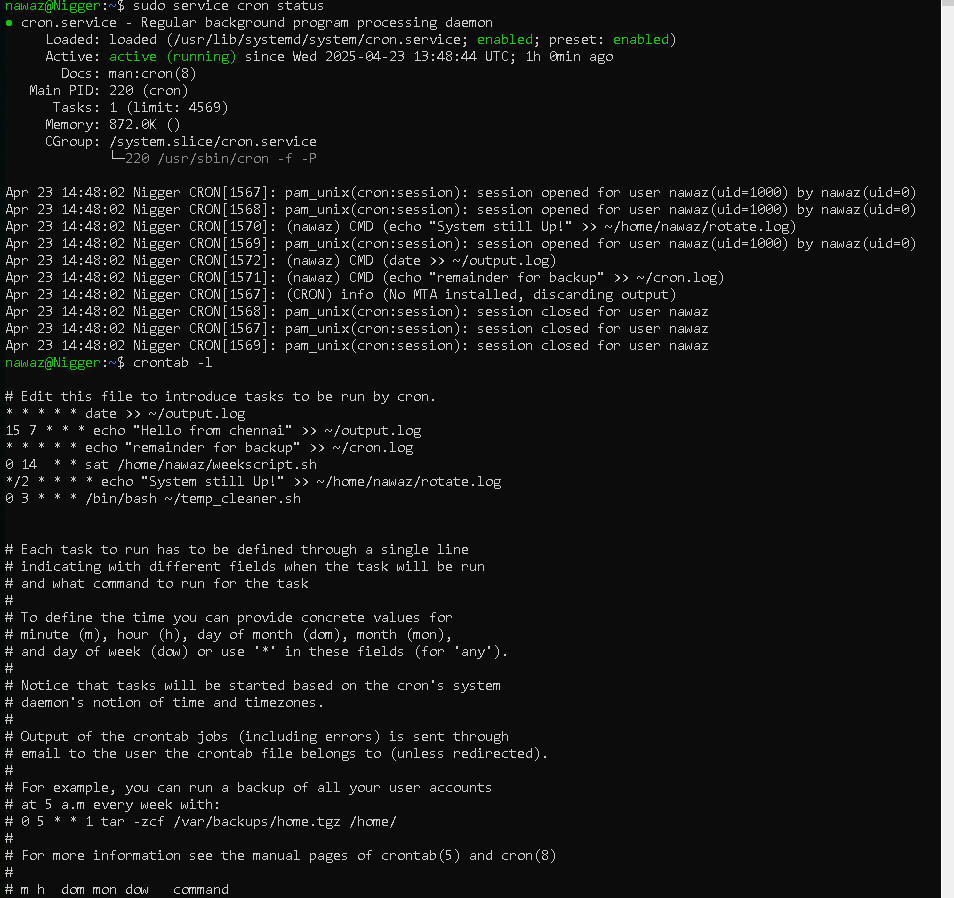 nawaz@Nigger:~$ sudo service cron status
● cron.service - Regular background program processing daemon
Loaded: loaded (/usr/lib/systemd/system/cron.service; enabled; preset: enabled)
Active: active (running) since Wed 2025-04-23 13:48:44 UTC; 1h 0min ago
Docs: man:cron(8)
Main PID: 220 (cron)
Tasks: 1 (limit: 4569)
Memory: 872.0K ()
CGroup: /system.slice/cron.service
└─220 /usr/sbin/cron -f -P
Apr 23 14:48:02 Nigger CRON[1567]: pam_unix(cron:session): session opened for user nawaz(uid=1000) by nawaz(uid=0)
Apr 23 14:48:02 Nigger CRON[1568]: pam_unix(cron:session): session opened for user nawaz(uid=1000) by nawaz(uid=0)
Apr 23 14:48:02 Nigger CRON[1570]: (nawaz) CMD (echo "System still Up!" >> ~/home/nawaz/rotate.log)
Apr 23 14:48:02 Nigger CRON[1569]: pam_unix(cron:session): session opened for user nawaz(uid=1000) by nawaz(uid=0)
Apr 23 14:48:02 Nigger CRON[1572]: (nawaz) CMD (date >> ~/output.log)
Apr 23 14:48:02 Nigger CRON[1571]: (nawaz) CMD (echo "remainder for backup" >> ~/cron.log)
Apr 23 14:48:02 Nigger CRON[1567]: (CRON) info (No MTA installed, discarding output)
Apr 23 14:48:02 Nigger CRON[1568]: pam_unix(cron:session): session closed for user nawaz
Apr 23 14:48:02 Nigger CRON[1567]: pam_unix(cron:session): session closed for user nawaz
Apr 23 14:48:02 Nigger CRON[1569]: pam_unix(cron:session): session closed for user nawaz
nawaz@Nigger:~$ crontab -l
# Edit this file to introduce tasks to be run by cron.
* * * * * date >> ~/output.log
15 7 * * * echo "Hello from chennai" >> ~/output.log
* * * * * echo "remainder for backup" >> ~/cron.log
0 14  * * sat /home/nawaz/weekscript.sh
*/2 * * * * echo "System still Up!" >> ~/home/nawaz/rotate.log
0 3 * * * /bin/bash ~/temp_cleaner.sh
# Each task to run has to be defined through a single line
# indicating with different fields when the task will be run
# and what command to run for the task
#
# To define the time you can provide concrete values for
# minute (m), hour (h), day of month (dom), month (mon),
# and day of week (dow) or use '*' in these fields (for 'any').
#
# Notice that tasks will be started based on the cron's system
# daemon's notion of time and timezones.
#
# Output of the crontab jobs (including errors) is sent through
# email to the user the crontab file belongs to (unless redirected).
#
# For example, you can run a backup of all your user accounts
# at 5 a.m every week with:
# 0 5 * * 1 tar -zcf /var/backups/home.tgz /home/
#
# For more information see the manual pages of crontab(5) and cron(8)
#
# m h  dom mon dow   command